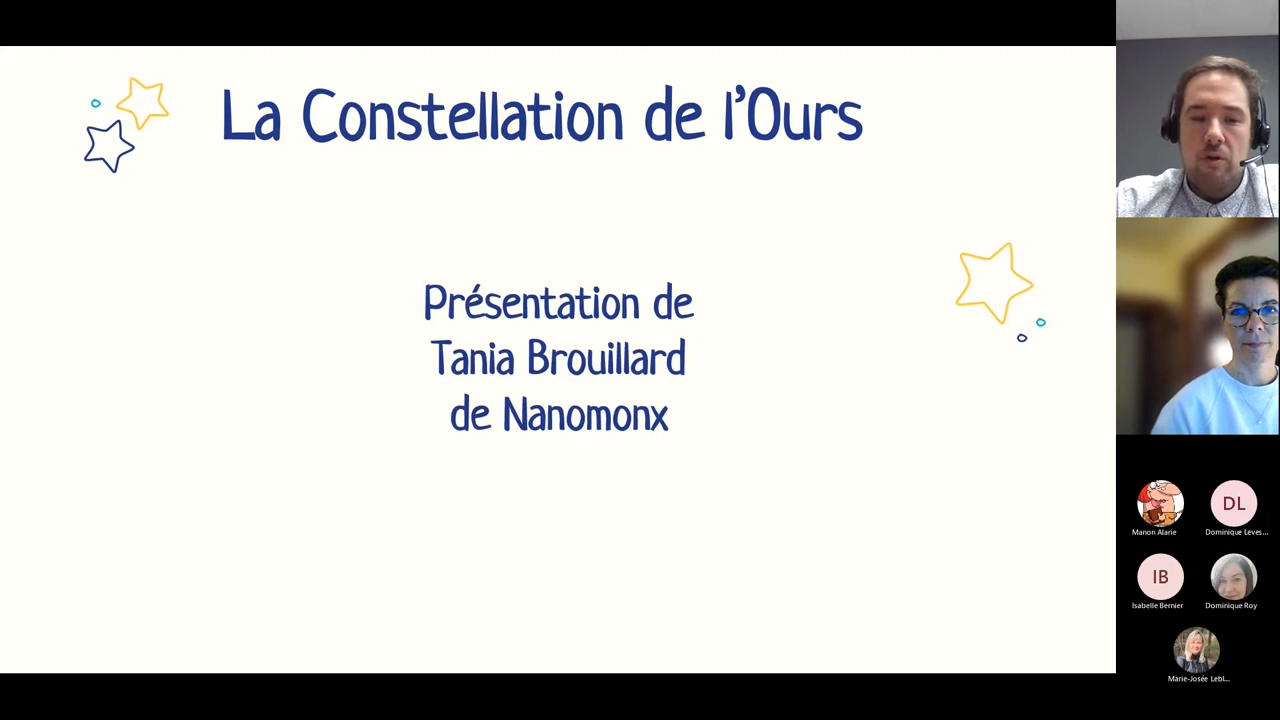 La Constellation de l'Ours
Présentation de
Tania Brouillard
de Nanomonx
DL
Manon Alarie
Dominique Leves...
IB
Isabelle Bernier
Dominique Roy
Marie-Josée Lebl...